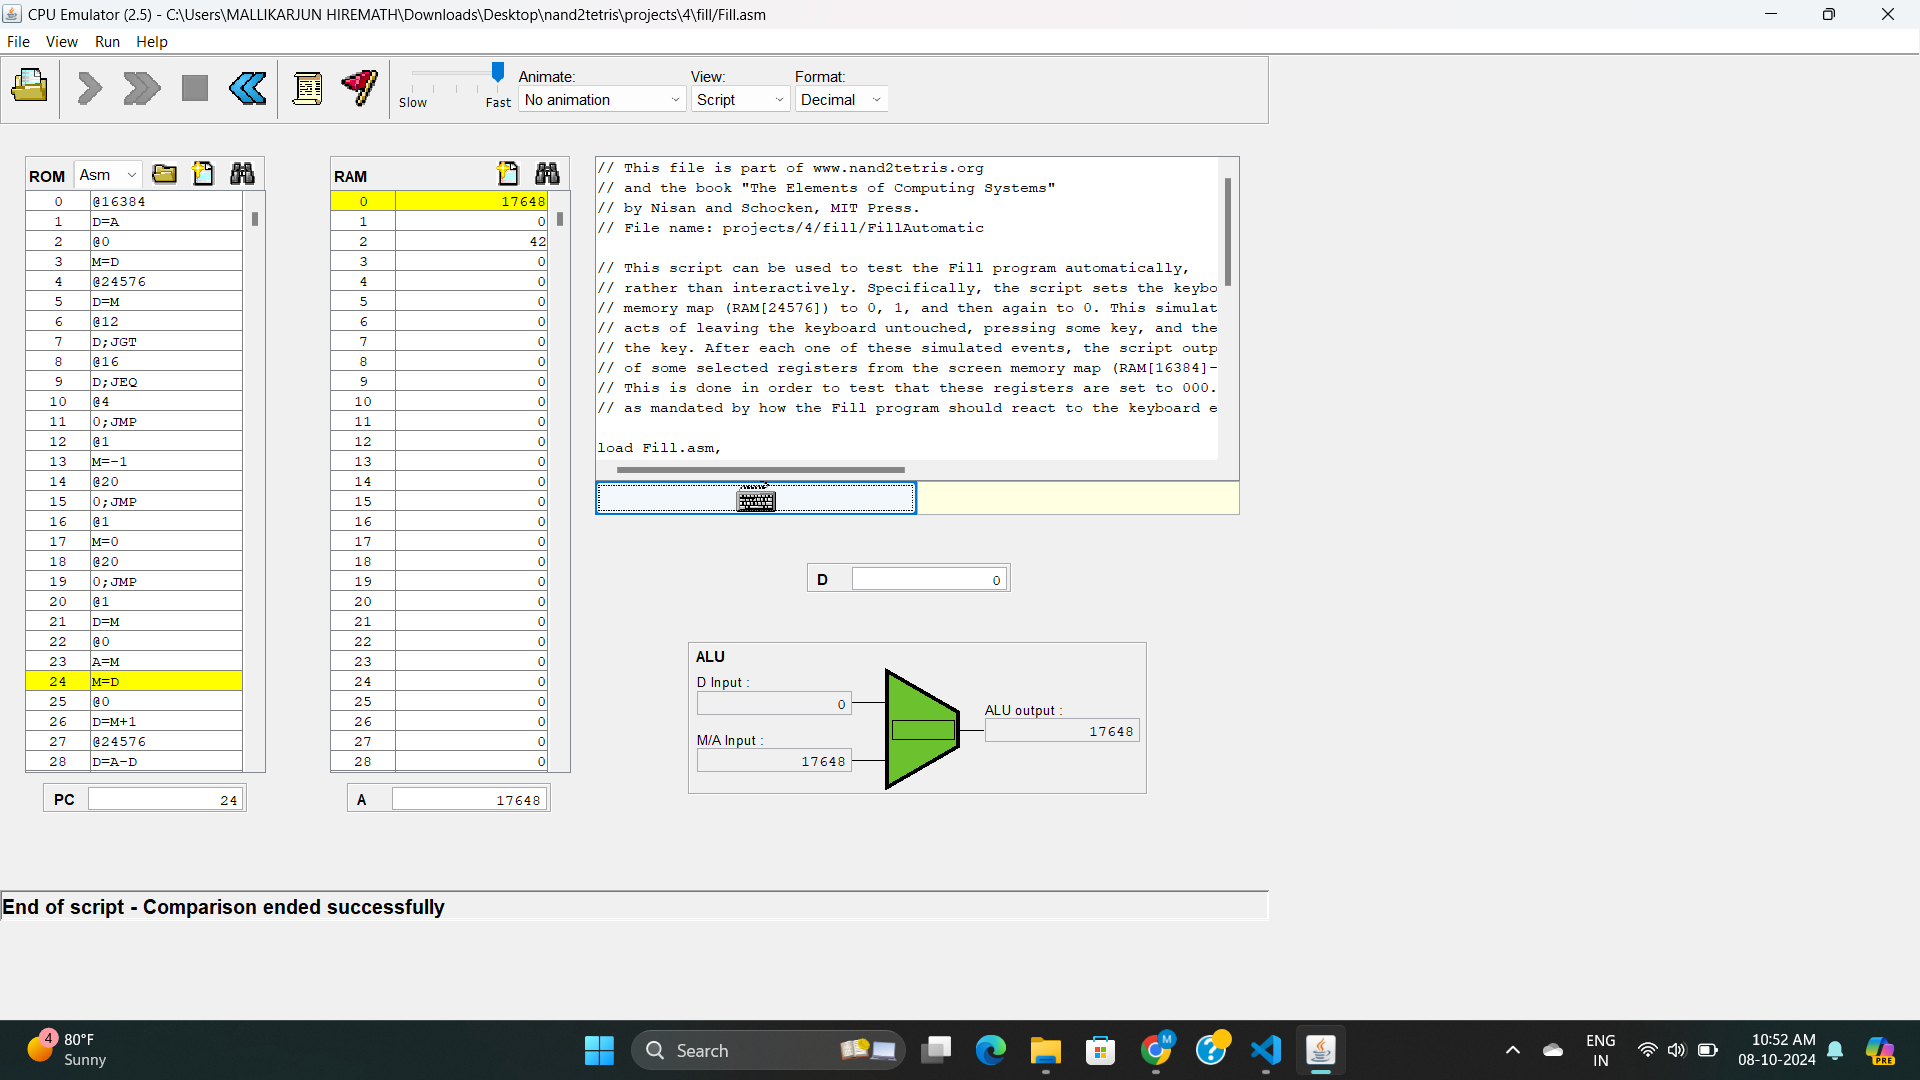 CPU Emulator (2.5) - C:\Users\MALLIKARJUN HIREMATH\Downloads\Desktop\nand2tetris\projects\4\fill/Fill.asm
File View Run Help
Slow Fast
Animate:
No animation
View:
Script
Format:
Decimal
ROM Asm
0 @16384
1 D=A
2 @0
3 M=D
4 @24576
5 D=M
6 @12
7 D;JGT
8 @16
9 D;JEQ
10 @4
11 0;JMP
12 @1
13 M=-1
14 @20
15 0;JMP
16 @1
17 M=0
18 @20
19 0;JMP
20 @1
21 D=M
22 @0
23 A=M
24 M=D
25 @0
26 D=M+1
27 @24576
28 D=A-D
PC 24
RAM
0 17648
1 0
2 42
3 0
4 0
5 0
6 0
7 0
8 0
9 0
10 0
11 0
12 0
13 0
14 0
15 0
16 0
17 0
18 0
19 0
20 0
21 0
22 0
23 0
24 0
25 0
26 0
27 0
28 0
A 17648
// This file is part of www.nand2tetris.org
// and the book "The Elements of Computing Systems"
// by Nisan and Schocken, MIT Press.
// File name: projects/4/fill/FillAutomatic
// This script can be used to test the Fill program automatically,
// rather than interactively. Specifically, the script sets the keybo
// memory map (RAM[24576]) to 0, 1, and then again to 0. This simulat
// acts of leaving the keyboard untouched, pressing some key, and the
// the key. After each one of these simulated events, the script outp
// of some selected registers from the screen memory map (RAM[16384]-
// This is done in order to test that these registers are set to 000.
// as mandated by how the Fill program should react to the keyboard e
load Fill.asm,
D 0
ALU
D Input :
0
M/A Input :
17648
ALU output :
17648
End of script - Comparison ended successfully
4
80°F
Sunny
Search
M
ENG
IN
10:52 AM
08-10-2024
PRE